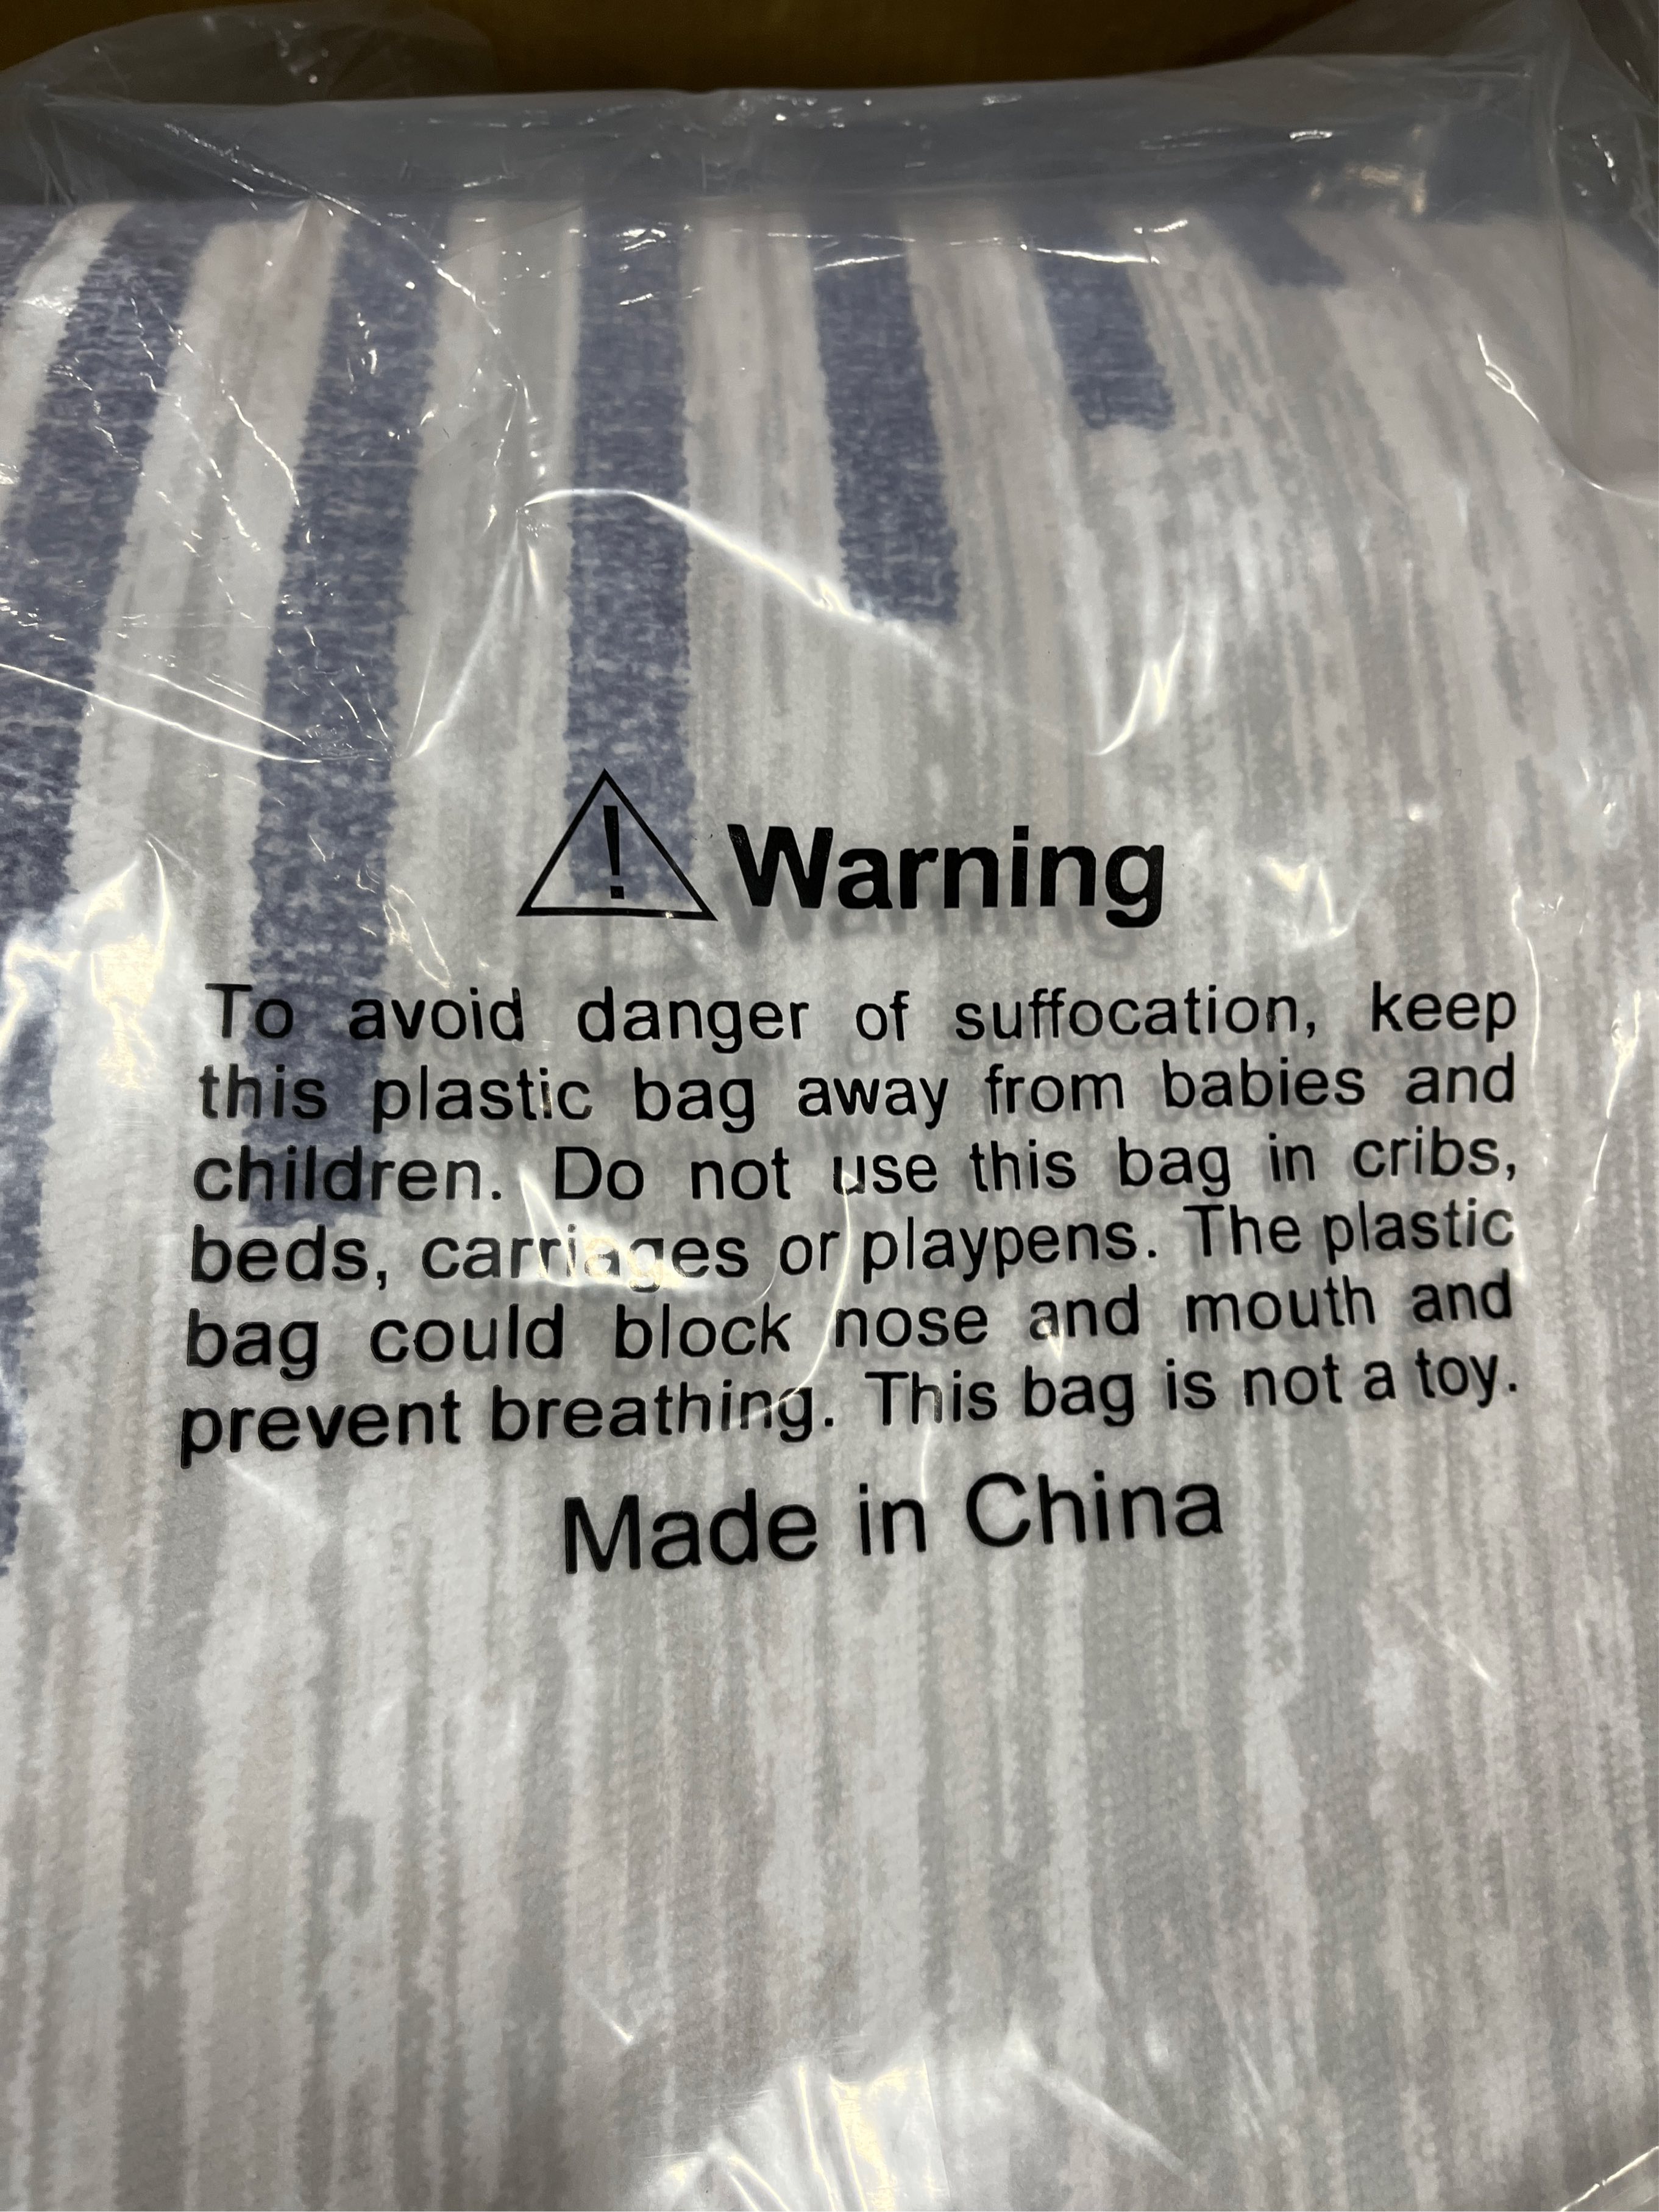 Warning
To avoid danger of suffocation, keep
this plastic bag away from babies and
children. Do not use this bag in cribs,
beds, carriages or playpens. The plastic
bag could block nose and mouth and
prevent breathing. This bag is not a toy.
Made in China